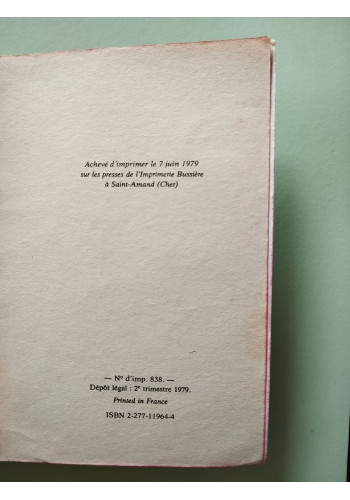 Achevé d'imprimer le 7 juin 1979
sur les presses de l'Imprimerie Bussière
à Saint-Amand (Cher)
— Nº d'imp. 838. —
Dépôt légal : 2e trimestre 1979.
Printed in France
ISBN 2-277-11964-4